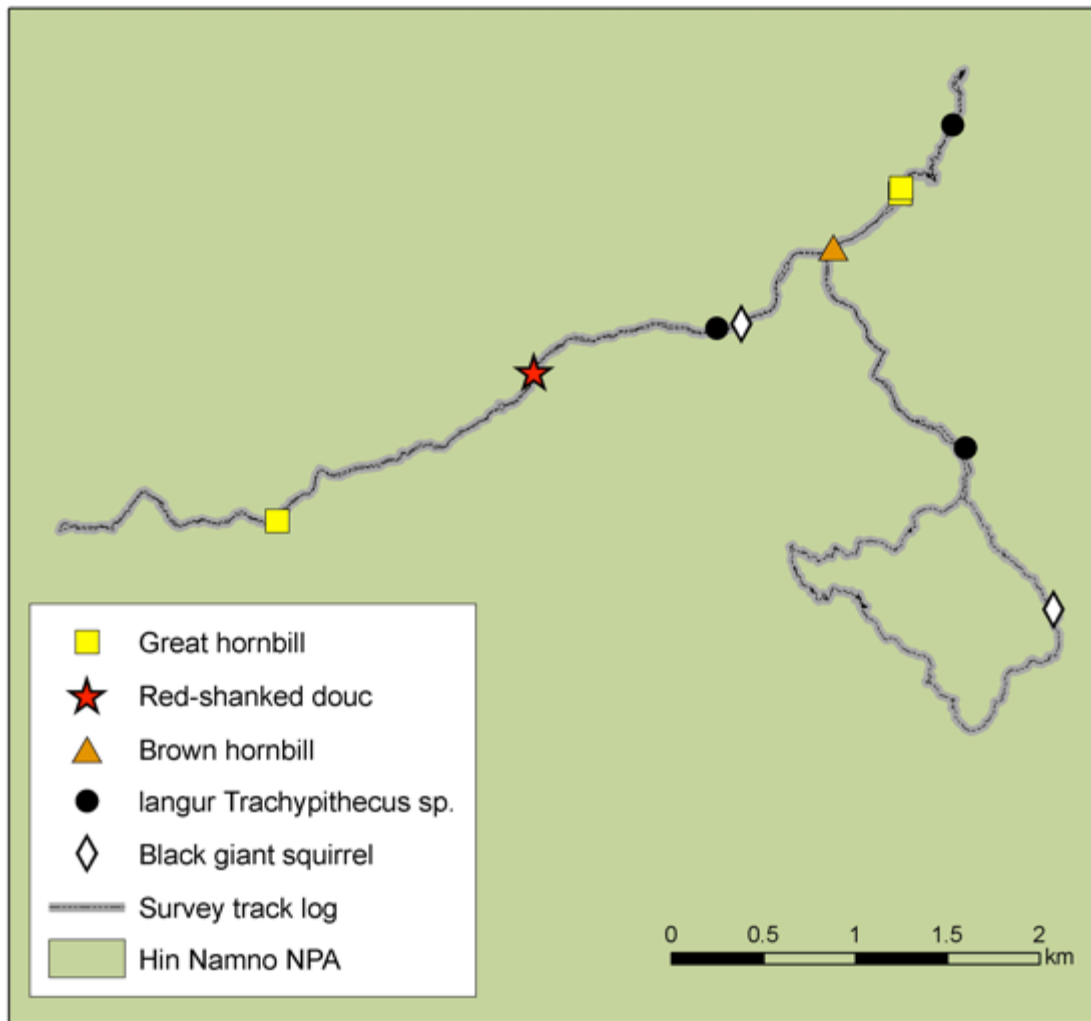 Great hornbill
Red-shanked douc
Brown hornbill
langur Trachypithecus sp.
Black giant squirrel
Survey track log
Hin Namno NPA
0 0.5 1 1.5 2
km